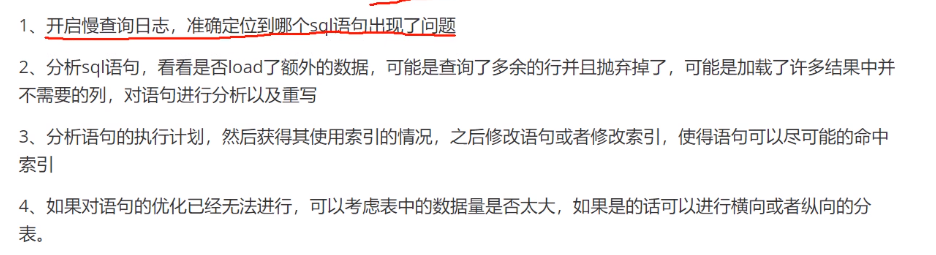 1、开启慢查询日志，准确定位到哪个sql语句出现了问题
2、分析sql语句，看看是否load了额外的数据，可能是查询了多余的行并且抛弃掉了，可能是加载了许多结果中并
不需要的列，对语句进行分析以及重写
3、分析语句的执行计划，然后获得其使用索引的情况，之后修改语句或者修改索引，使得语句可以尽可能的命中
索引
4、如果对语句的优化已经无法进行，可以考虑表中的数据量是否太大，如果是的话可以进行横向或者纵向的分
表。